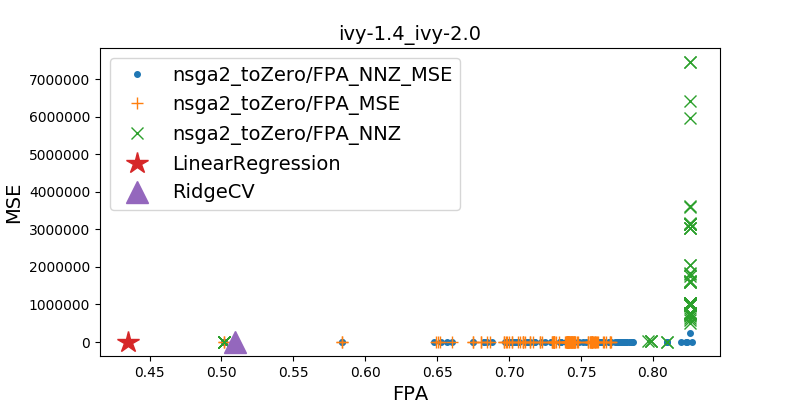 ivy-1.4_ivy-2.0
nsga2_toZero/FPA_NNZ_MSE
nsga2_toZero/FPA_MSE
nsga2_toZero/FPA_NNZ
LinearRegression
RidgeCV
MSE
7000000
6000000
5000000
4000000
3000000
2000000
1000000
0
0.45 0.50 0.55 0.60 0.65 0.70 0.75 0.80
FPA